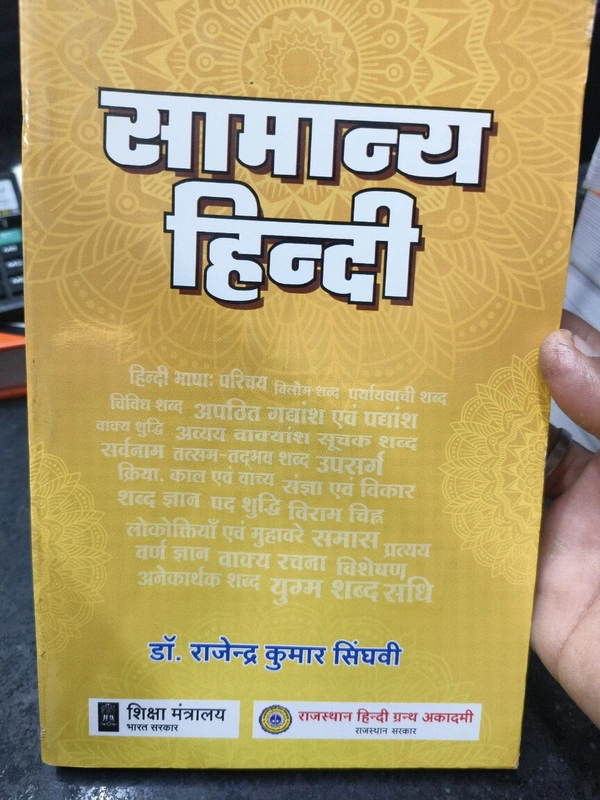 सामान्य
हिन्दी
हिन्दी भाषाः परिचय विलोम शब्द पर्यायवाची शब्द
विविध शब्द अपठित गद्यांश एवं पद्यांश
वाक्य शुद्धि अव्यय वाक्यांश सूचक शब्द
सर्वनाम तत्सम-तद्भव शब्द उपसर्ग
क्रिया, काल एवं वाच्य संज्ञा एवं विकार
शब्द ज्ञान पद शुद्धि विराम चिह्न
लोकोक्तियाँ एवं मुहावरे समास प्रत्यय
वर्ण ज्ञान वाक्य रचना विशेषण
अनेकार्थक शब्द युग्म शब्द संधि
डॉ. राजेन्द्र कुमार सिंघवी
शिक्षा मंत्रालय
भारत सरकार
राजस्थान हिन्दी ग्रन्थ अकादमी
राजस्थान सरकार